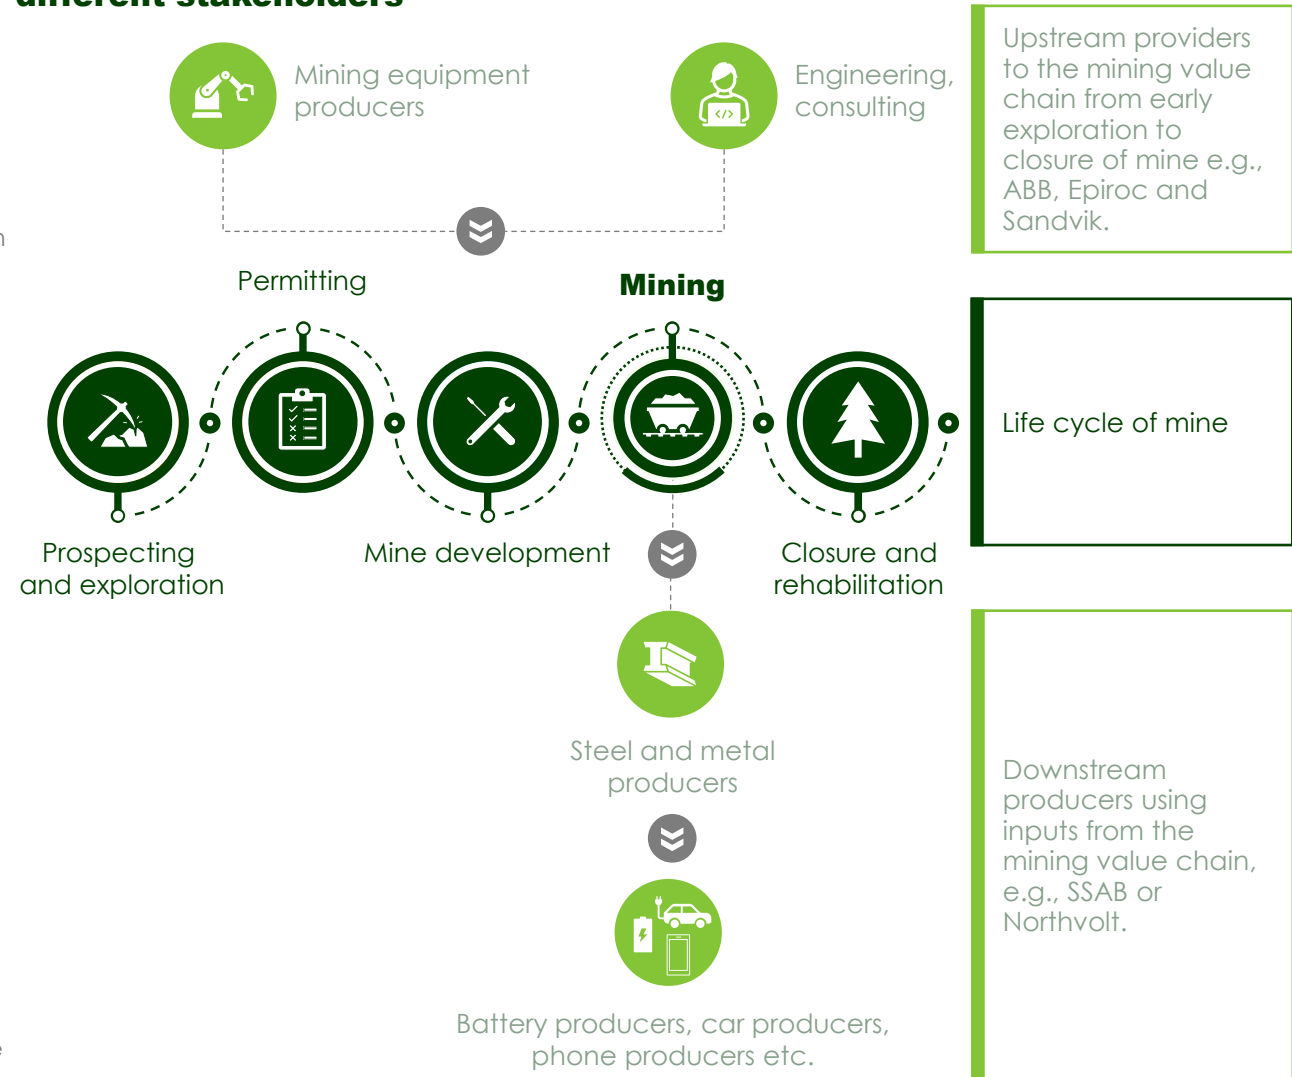 different stakeholders
Mining equipment
producers
Engineering,
consulting
Upstream providers
to the mining value
chain from early
exploration to
closure of mine e.g.,
ABB, Epiroc and
Sandvik.
Permitting
Mining
Prospecting
and exploration
Mine development
Closure and
rehabilitation
Life cycle of mine
Steel and metal
producers
Battery producers, car producers,
phone producers etc.
Downstream
producers using
inputs from the
mining value chain,
e.g., SSAB or
Northvolt.